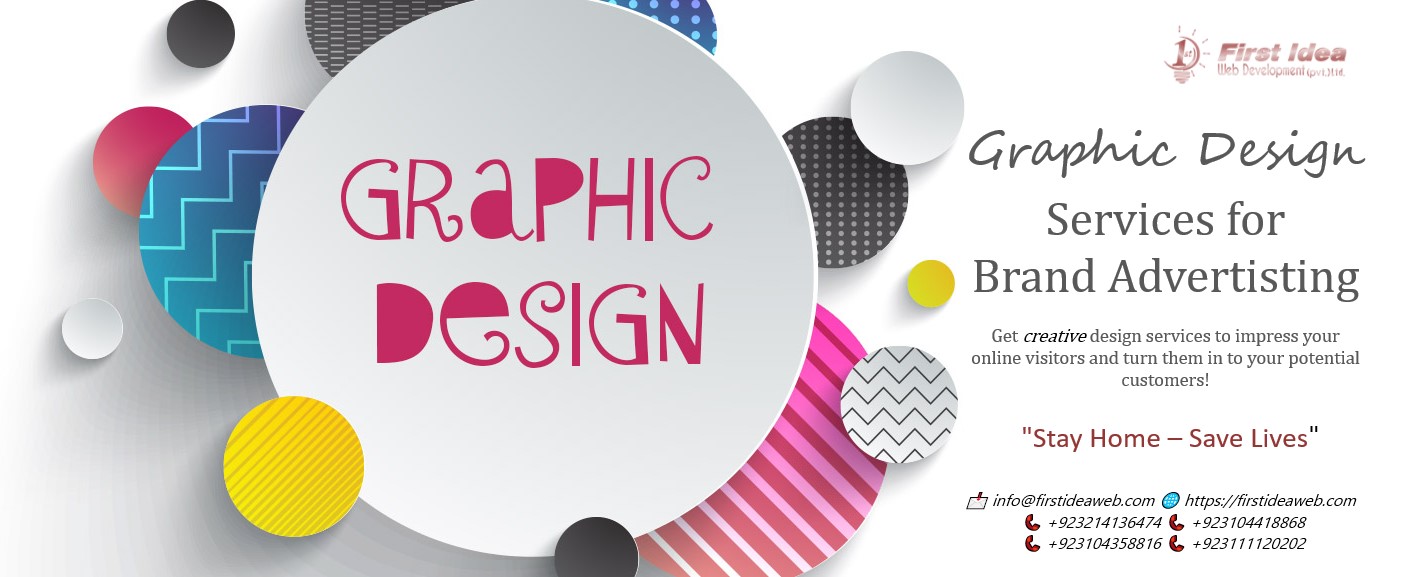 GRaPHIC
DeSIGN
1st First Idea
Web Development (pvt.) Ltd.
Graphic Design
Services for
Brand Advertisting
Get creative design services to impress your
online visitors and turn them in to your potential
customers!
"Stay Home – Save Lives"
info@firstideaweb.com https://firstideaweb.com
+923214136474 +923104418868
+923104358816 +923111120202